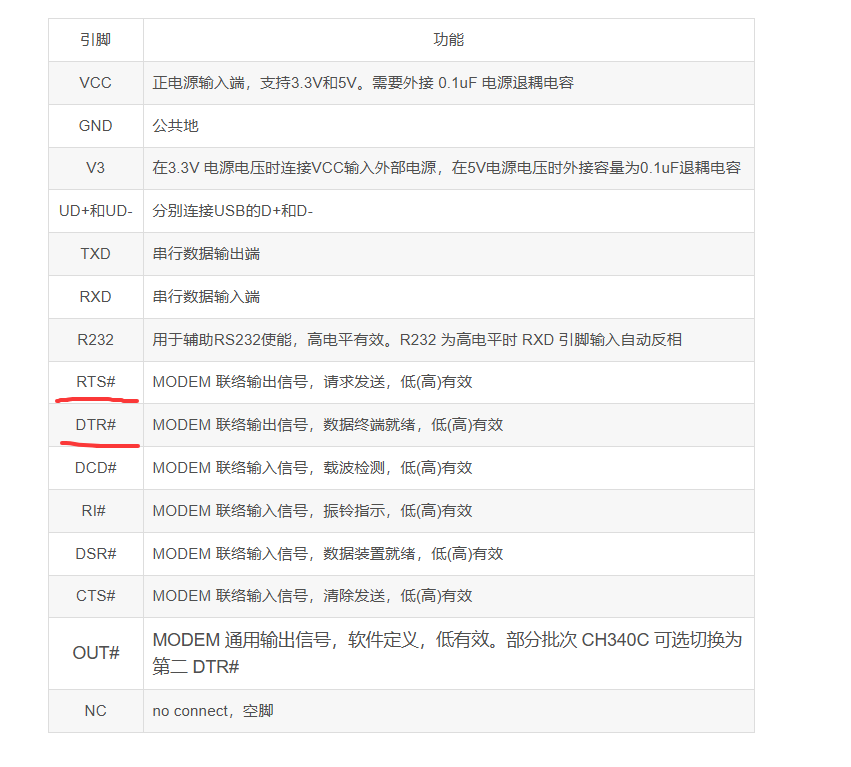 引脚 功能
VCC 正电源输入端，支持3.3V和5V。需要外接 0.1uF 电源退耦电容
GND 公共地
V3 在3.3V 电源电压时连接VCC输入外部电源，在5V电源电压时外接容量为0.1uF退耦电容
UD+和UD- 分别连接USB的D+和D-
TXD 串行数据输出端
RXD 串行数据输入端
R232 用于辅助RS232使能，高电平有效。R232 为高电平时 RXD 引脚输入自动反相
RTS# MODEM 联络输出信号，请求发送，低(高)有效
DTR# MODEM 联络输出信号，数据终端就绪，低(高)有效
DCD# MODEM 联络输入信号，载波检测，低(高)有效
RI# MODEM 联络输入信号，振铃指示，低(高)有效
DSR# MODEM 联络输入信号，数据装置就绪，低(高)有效
CTS# MODEM 联络输入信号，清除发送，低(高)有效
OUT# MODEM 通用输出信号，软件定义，低有效。部分批次 CH340C 可选切换为
第二 DTR#
NC no connect，空脚